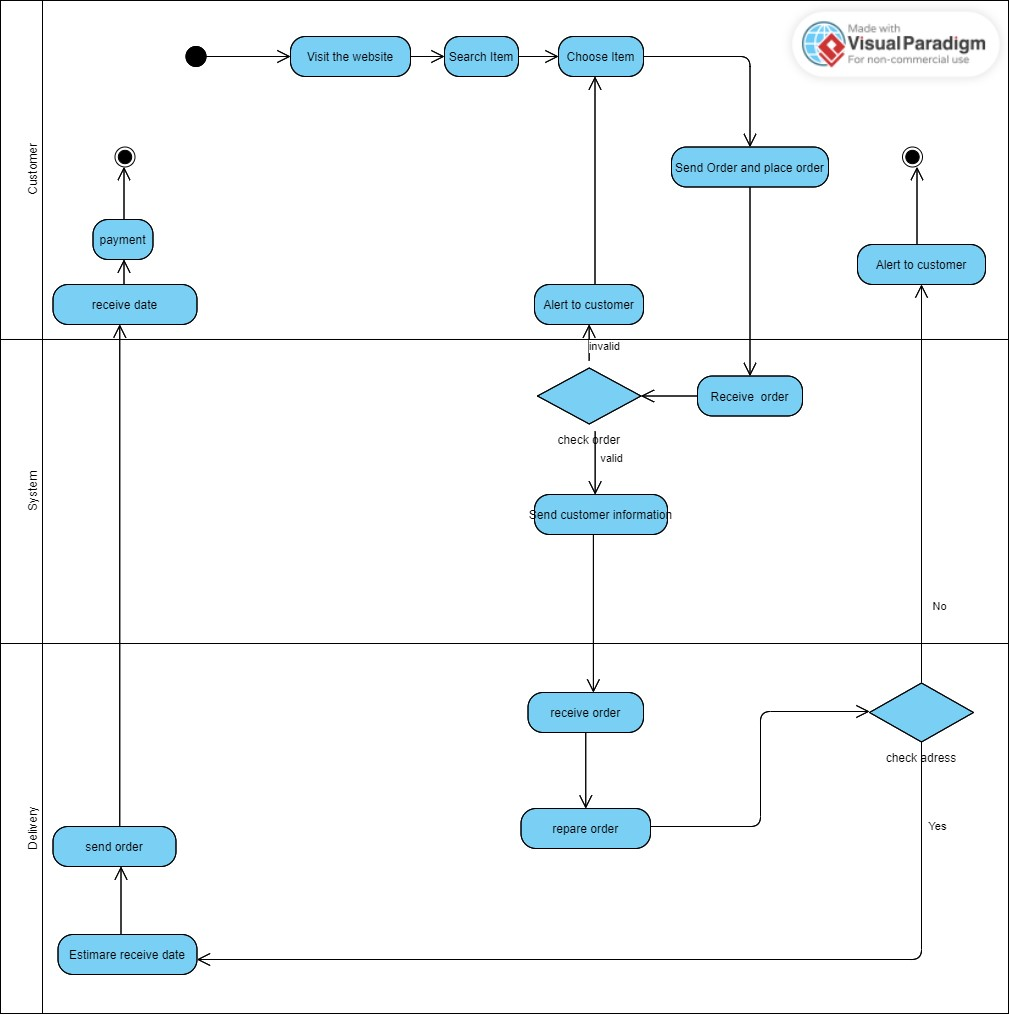 Made with
Visual Paradigm
For non-commercial use
Customer
Visit the website
Search Item
Choose Item
Send Order and place order
payment
Alert to customer
receive date
Alert to customer
System
invalid
Receive order
check order
valid
Send customer information
No
Delivery
receive order
check adress
repare order
Yes
send order
Estimare receive date